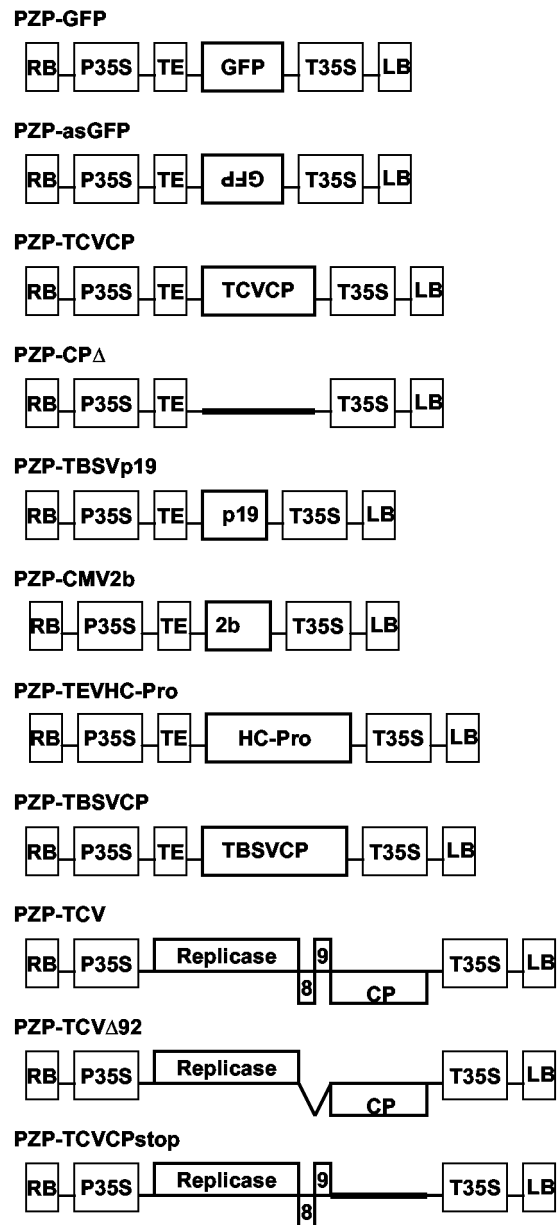 PZP-GFP
RB P35S TE GFP T35S LB
PZP-asGFP
RB P35S TE GFP T35S LB
PZP-TCVCP
RB P35S TE TCVCP T35S LB
PZP-CPΔ
RB P35S TE T35S LB
PZP-TBSVp19
RB P35S TE p19 T35S LB
PZP-CMV2b
RB P35S TE 2b T35S LB
PZP-TEVHC-Pro
RB P35S TE HC-Pro T35S LB
PZP-TBSVCP
RB P35S TE TBSVCP T35S LB
PZP-TCV
RB P35S Replicase 8 9 CP T35S LB
PZP-TCVΔ92
RB P35S Replicase CP T35S LB
PZP-TCVCPstop
RB P35S Replicase 8 9 T35S LB